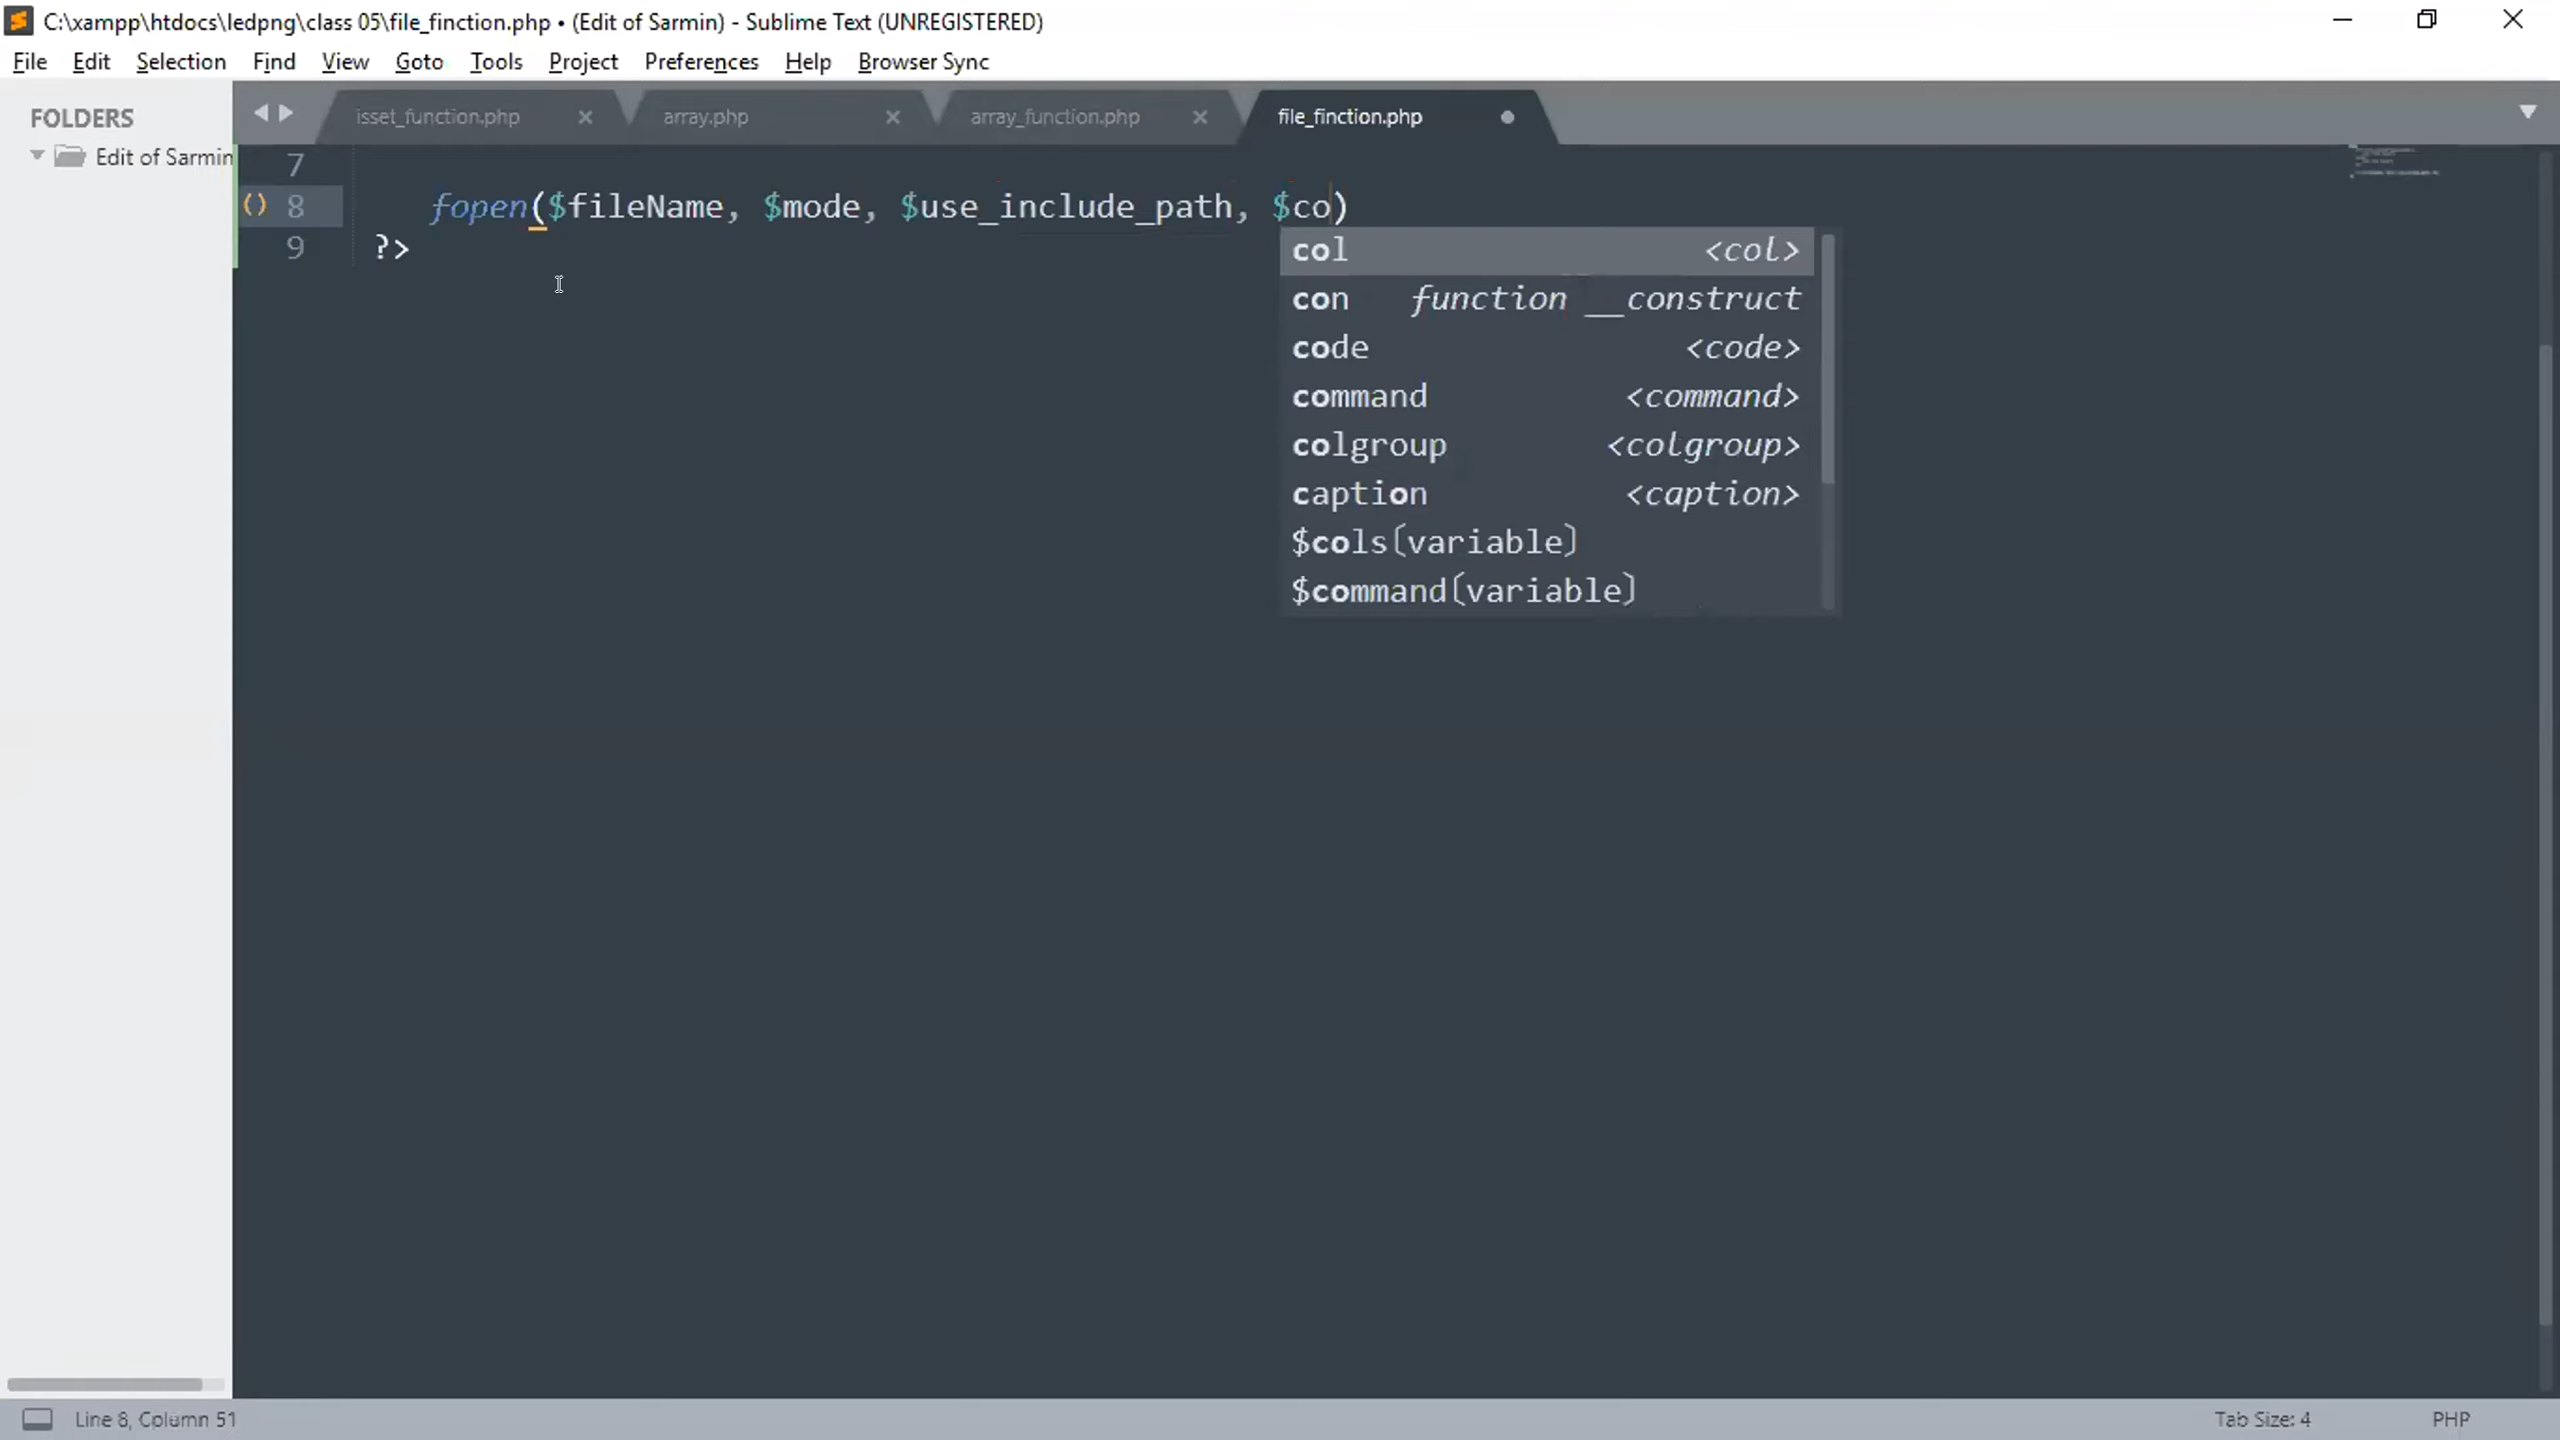 C:\xampp\htdocs\ledpng\class 05\file_finction.php • (Edit of Sarmin) - Sublime Text (UNREGISTERED)
File Edit Selection Find View Goto Tools Project Preferences Help Browser Sync
FOLDERS
Edit of Sarmin
isset_function.php array.php array_function.php file_finction.php
7
() 8 fopen($fileName, $mode, $use_include_path, $co)
9 ?>
col <col>
con function __construct
code <code>
command <command>
colgroup <colgroup>
caption <caption>
$cols(variable)
$command(variable)
Line 8, Column 51 Tab Size: 4 PHP